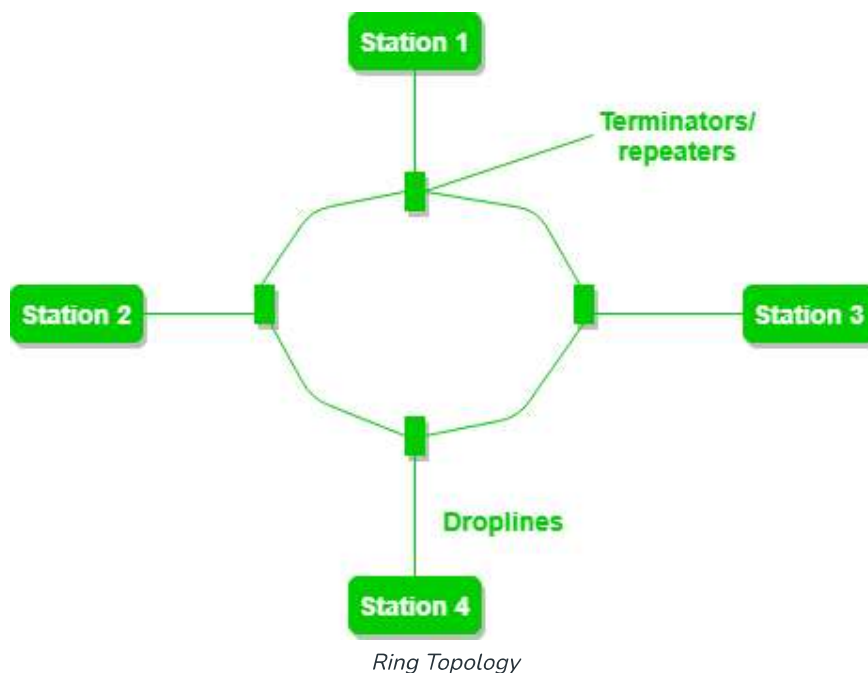 Station 1
Terminators/
repeaters
Station 2
Station 3
Droplines
Station 4
Ring Topology